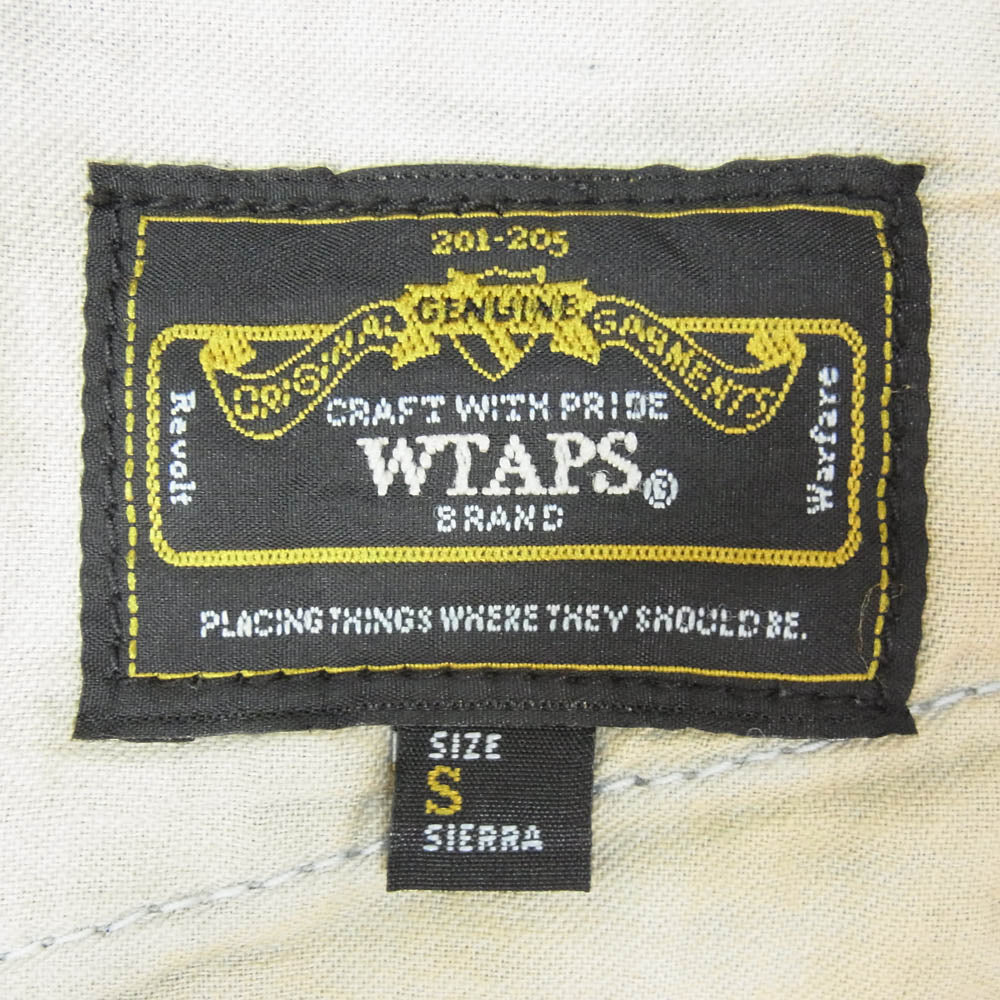 201-205
ORIGINAL GENUINE GARMENTS
CRAFT WITH PRIDE
Revolt
Warfare
WTAPS®
BRAND
PLACING THINGS WHERE THEY SHOULD BE.
SIZE
S
SIERRA